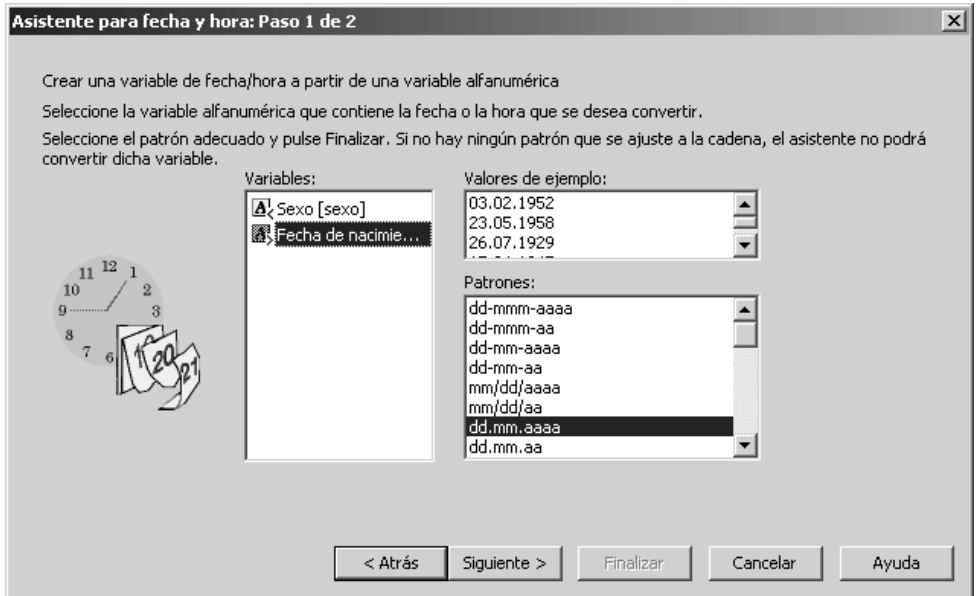 Asistente para fecha y hora: Paso 1 de 2
Crear una variable de fecha/hora a partir de una variable alfanumérica
Seleccione la variable alfanumérica que contiene la fecha o la hora que se desea convertir.
Seleccione el patrón adecuado y pulse Finalizar. Si no hay ningún patrón que se ajuste a la cadena, el asistente no podrá
convertir dicha variable.
Variables:
Sexo [sexo]
Fecha de nacimie...
Valores de ejemplo:
03.02.1952
23.05.1958
26.07.1929
Patrones:
dd-mmm-aaaa
dd-mmm-aa
dd-mm-aaaa
dd-mm-aa
mm/dd/aaaa
mm/dd/aa
dd.mm.aaaa
dd.mm.aa
11 12 1
10 2
9 3
8
7 6
20
21
< Atrás
Siguiente >
Finalizar
Cancelar
Ayuda